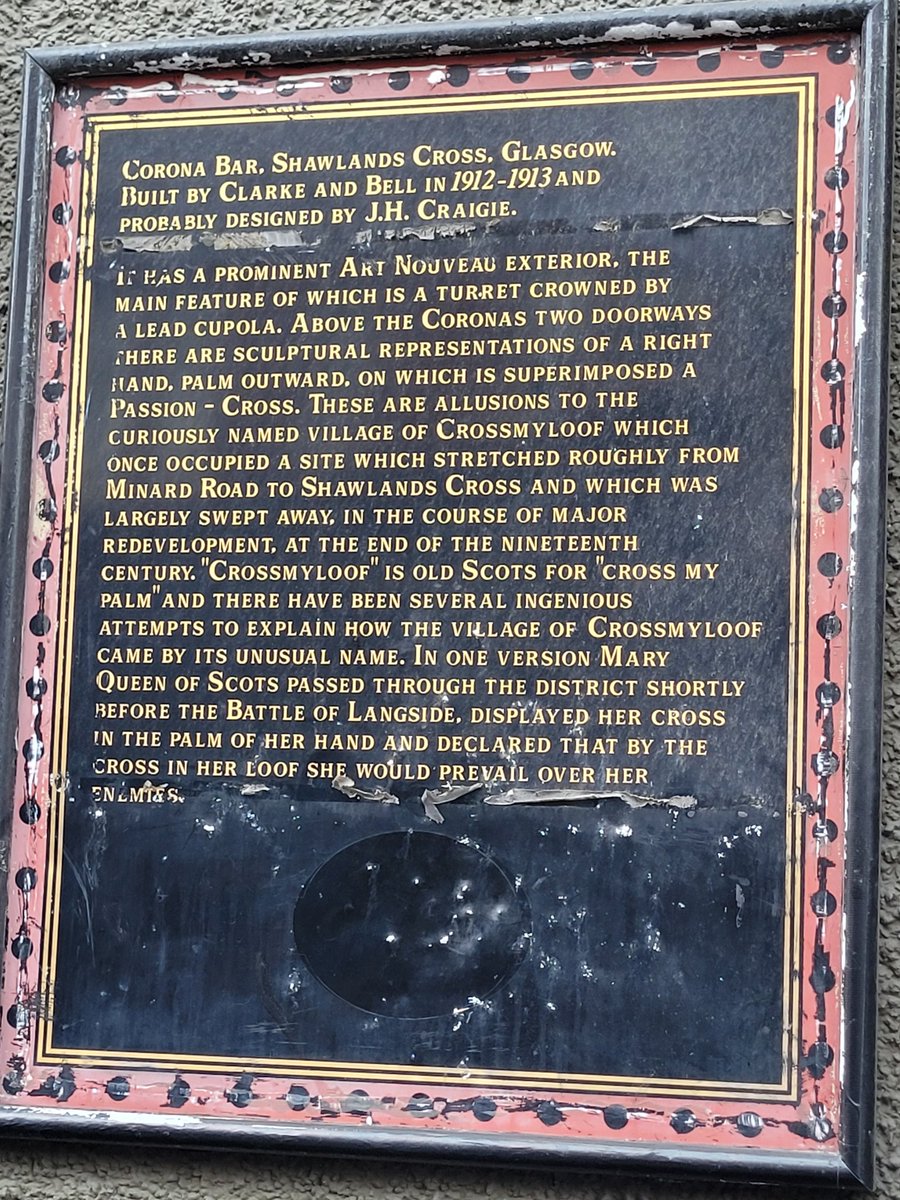 Corona Bar, Shawlands Cross, Glasgow.
Built by Clarke and Bell in 1912-1913 and
probably designed by J.H. Craigie.
It has a prominent Art Nouveau exterior, the
main feature of which is a turret crowned by
a lead cupola. Above the Coronas two doorways
there are sculptural representations of a right
hand, palm outward, on which is superimposed a
Passion - Cross. These are allusions to the
curiously named village of Crossmyloof which
once occupied a site which stretched roughly from
Minard Road to Shawlands Cross and which was
largely swept away, in the course of major
redevelopment, at the end of the nineteenth
century. "Crossmyloof" is old Scots for "cross my
palm" and there have been several ingenious
attempts to explain how the village of Crossmyloof
came by its unusual name. In one version Mary
Queen of Scots passed through the district shortly
before the Battle of Langside, displayed her cross
in the palm of her hand and declared that by the
cross in her loof she would prevail over her
enemies.